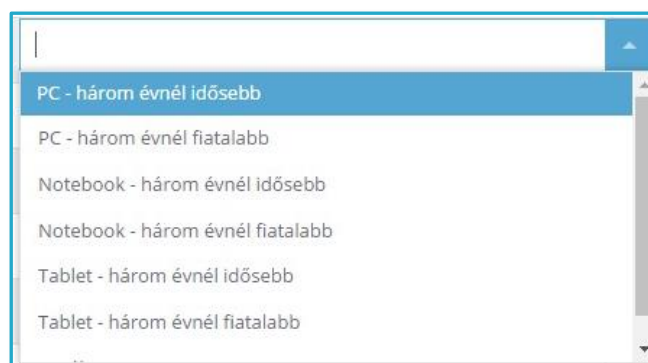 PC - három évnél idősebb
PC - három évnél fiatalabb
Notebook - három évnél idősebb
Notebook - három évnél fiatalabb
Tablet - három évnél idősebb
Tablet - három évnél fiatalabb